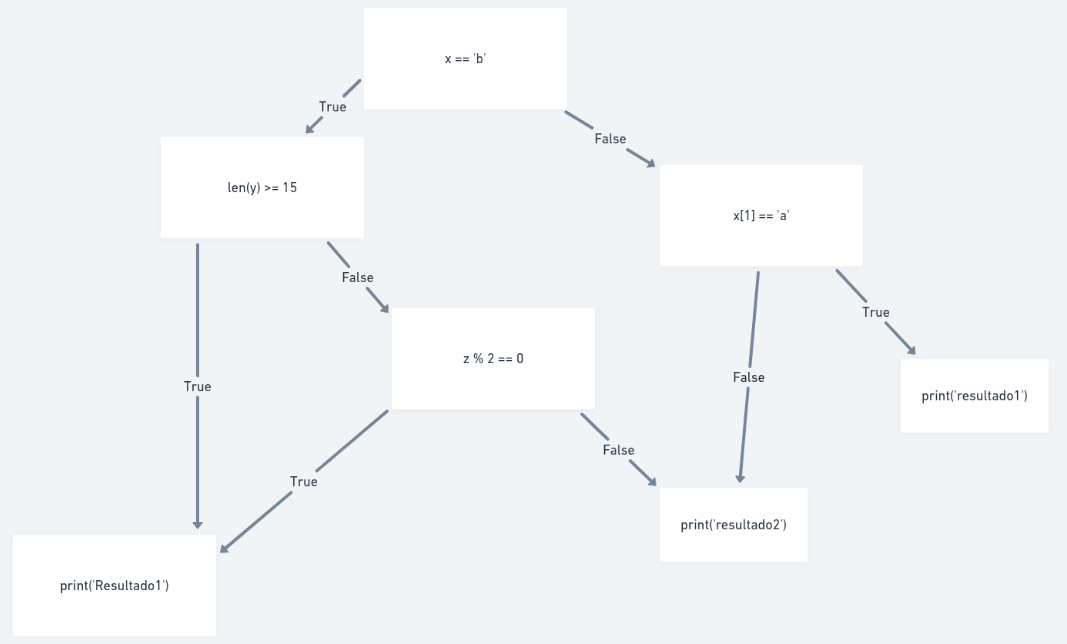 x == 'b'
True
False
len(y) >= 15
x[1] == 'a'
False
True
z % 2 == 0
False
True
print('resultado1')
False
True
print('resultado2')
print('Resultado1')